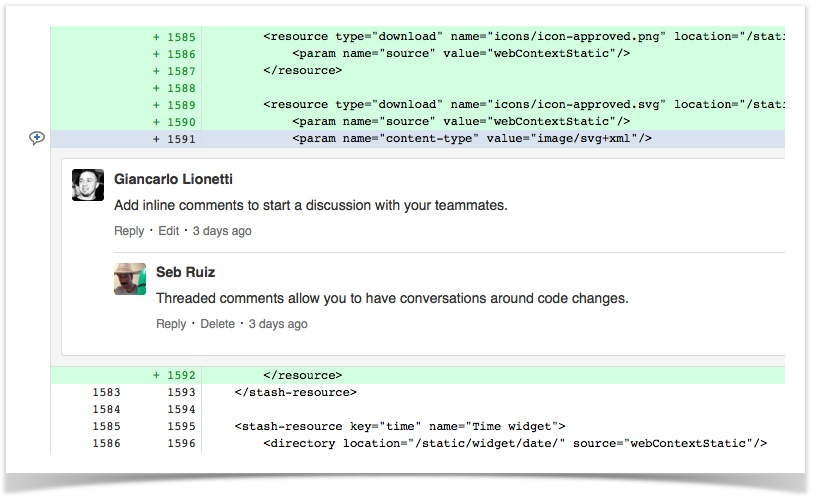 + 1585 <resource type="download" name="icons/icon-approved.png" location="/stati
+ 1586 <param name="source" value="webContextStatic"/>
+ 1587 </resource>
+ 1588
+ 1589 <resource type="download" name="icons/icon-approved.svg" location="/stati
+ 1590 <param name="source" value="webContextStatic"/>
+ 1591 <param name="content-type" value="image/svg+xml"/>
Giancarlo Lionetti
Add inline comments to start a discussion with your teammates.
Reply · Edit · 3 days ago
Seb Ruiz
Threaded comments allow you to have conversations around code changes.
Reply · Delete · 3 days ago
+ 1592 </resource>
1583 1593 </stash-resource>
1584 1594
1585 1595 <stash-resource key="time" name="Time widget">
1586 1596 <directory location="/static/widget/date/" source="webContextStatic"/>